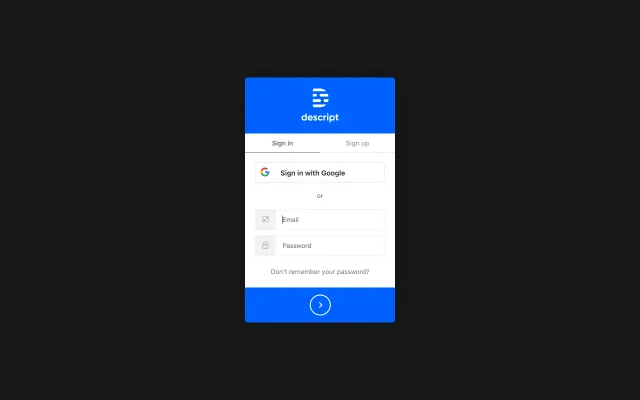 descript
Sign in
Sign up
Sign in with Google
or
Email
Password
Don't remember your password?